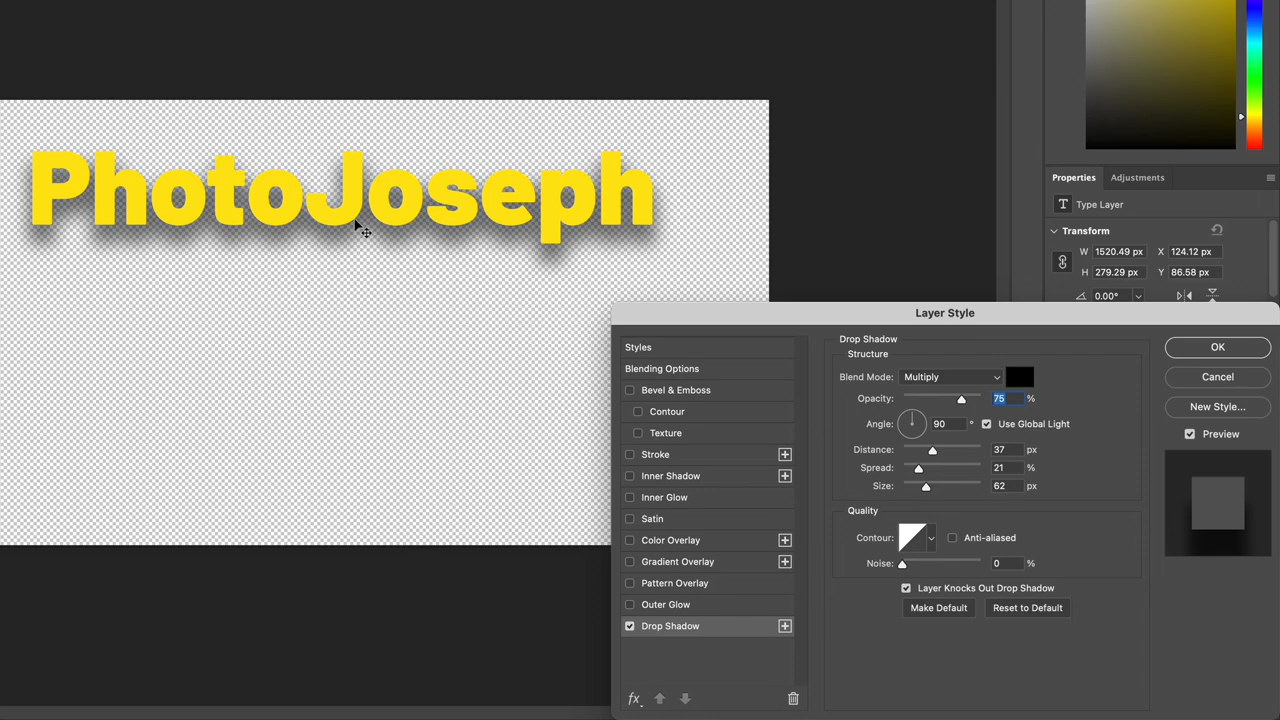 PhotoJoseph
Properties
Adjustments
Type Layer
Transform
W 1520.49 px X 124.12 px
H 279.29 px Y 86.58 px
0.00°
Layer Style
Styles
Blending Options
Bevel & Emboss
Contour
Texture
Stroke
Inner Shadow
Inner Glow
Satin
Color Overlay
Gradient Overlay
Pattern Overlay
Outer Glow
Drop Shadow
fx
Drop Shadow
Structure
Blend Mode: Multiply
Opacity: 75 %
Angle: 90 ° Use Global Light
Distance: 37 px
Spread: 21 %
Size: 62 px
Quality
Contour: Anti-aliased
Noise: 0 %
Layer Knocks Out Drop Shadow
Make Default Reset to Default
OK
Cancel
New Style...
Preview